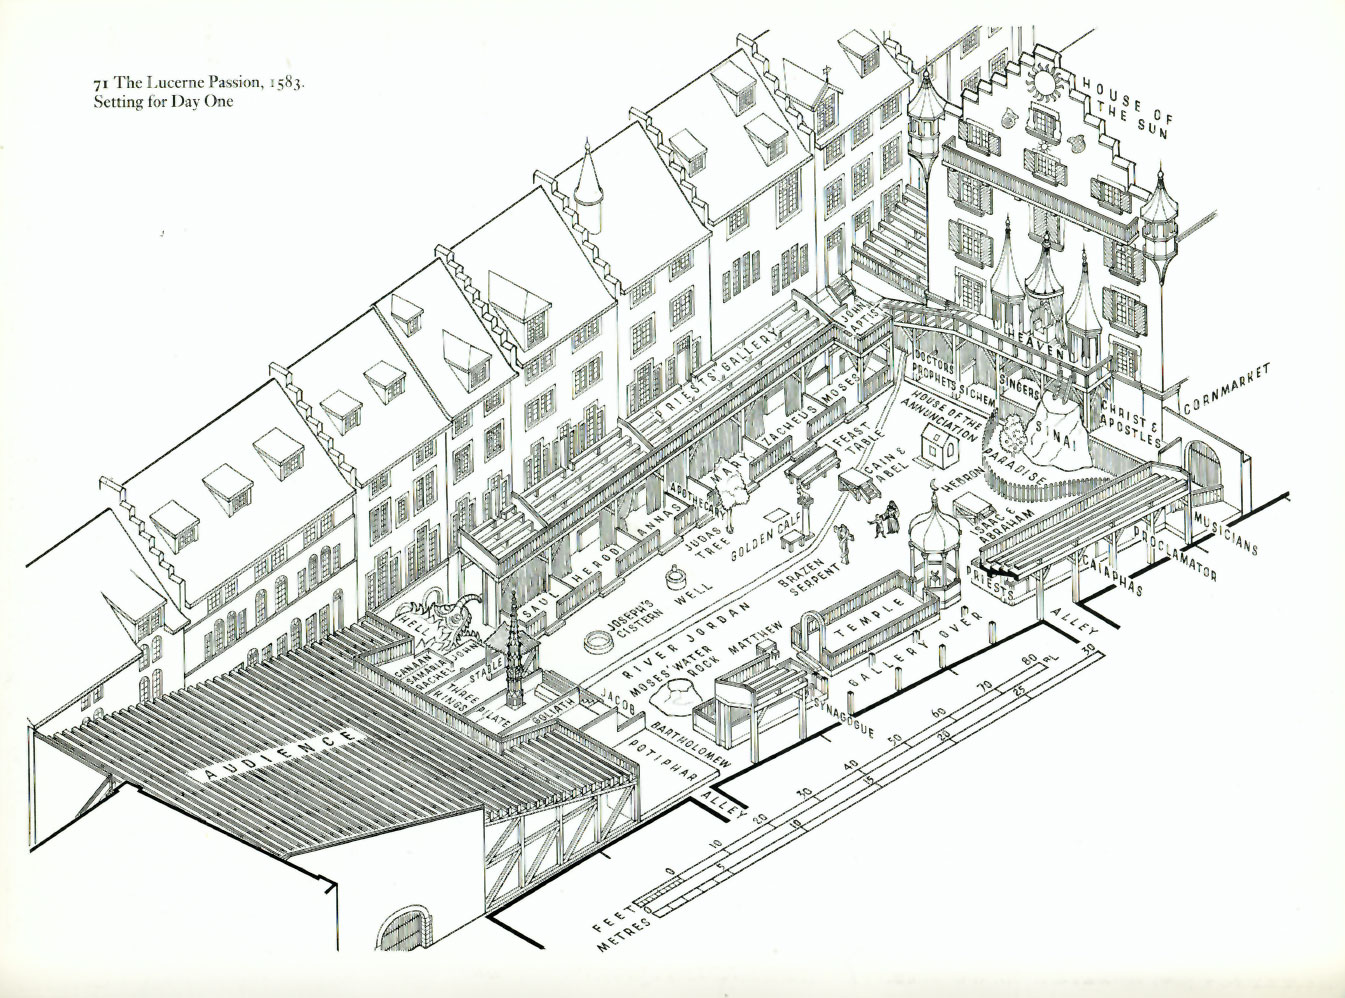 71 The Lucerne Passion, 1583.
Setting for Day One
HOUSE OF
THE SUN
CORNMARKET
HEAVEN
JOHN
BAPTIST
PRIESTS' GALLERY
DOCTORS
PROPHETS
SICHEM
SINGERS
HOUSE OF THE
ANNUNCIATION
SINAI
CHRIST &
APOSTLES
PARADISE
HEBRON
ISAAC &
ABRAHAM
MUSICIANS
PROCLAMATOR
CAIAPHAS
PRIESTS
ALLEY
MOSES
ZACHEUS
MARY
APOTHECARY
ANNAS
HEROD
SAUL
FEAST
TABLE
CAIN &
ABEL
JUDAS
TREE
GOLDEN CALF
BRAZEN
SERPENT
WELL
JOSEPH'S
CISTERN
RIVER JORDAN
TEMPLE
GALLERY OVER
MATTHEW
MOSES' WATER
ROCK
SYNAGOGUE
HELL
CANAAN
SAMARIA
RACHEL
JOHN
STABLE
THREE
KINGS
PILATE
GOLIATH
JACOB
BARTHOLOMEW
POTIPHAR
ALLEY
AUDIENCE
FEET 0 10 20 30 40 50 60 70 80
METRES 0 5 10 15 20 25 30